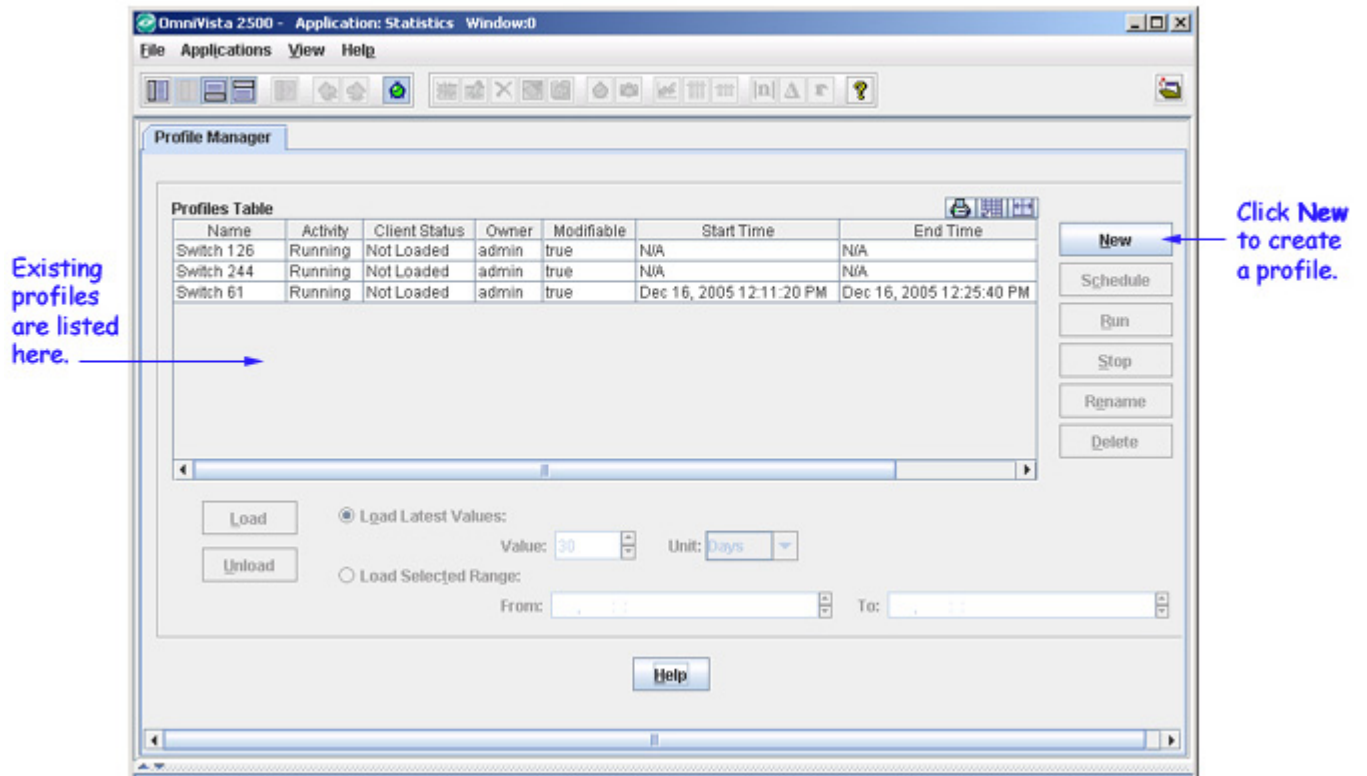 OmniVista 2500 - Application: Statistics Window:0
File Applications View Help
Profile Manager
Profiles Table
Name Activity Client Status Owner Modifiable Start Time End Time
Switch 126 Running Not Loaded admin true N/A N/A
Switch 244 Running Not Loaded admin true N/A N/A
Switch 61 Running Not Loaded admin true Dec 16, 2005 12:11:20 PM Dec 16, 2005 12:25:40 PM
New
Schedule
Run
Stop
Rename
Delete
Existing
profiles
are listed
here.
Click New
to create
a profile.
Load
Load Latest Values:
Value: 30 Unit: Days
Unload
Load Selected Range:
From: , : : To: , : :
Help